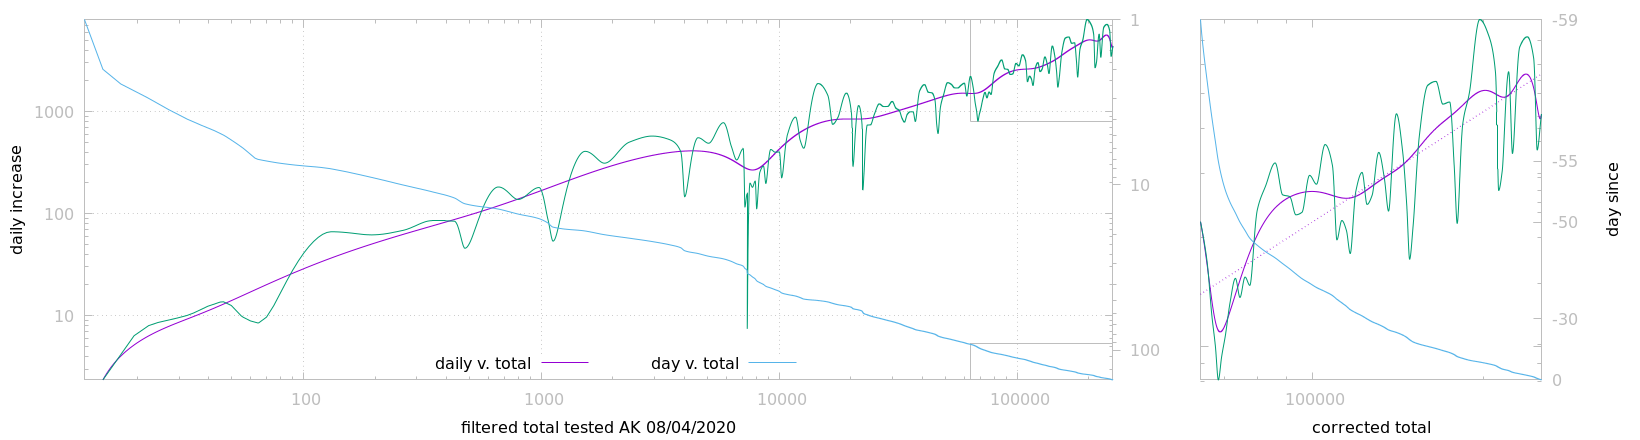 1
-59
1000
-55
daily increase
10
day since
100
-50
10
-30
daily v. total
day v. total
100
0
100
1000
10000
100000
100000
filtered total tested AK 08/04/2020
corrected total